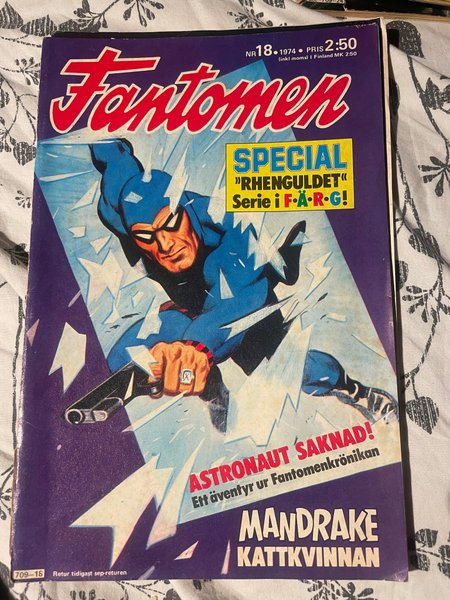 NR 18 • 1974 • PRIS 2:50
(inkl moms) I Finland MK 2:50
Fantomen
SPECIAL
"RHENGULDET"
Serie i F·Ä·R·G!
ASTRONAUT SAKNAD!
Ett äventyr ur Fantomenkrönikan
MANDRAKE
KATTKVINNAN
709-16 Retur tidigast sep-returen